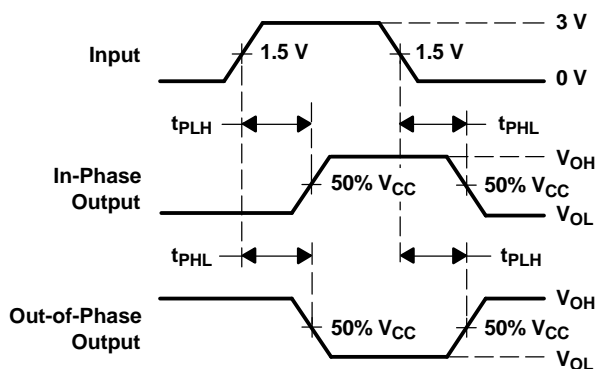 3 V
Input
1.5 V
1.5 V
0 V
tPLH
tPHL
VOH
In-Phase
Output
50% VCC
50% VCC
VOL
tPHL
tPLH
VOH
Out-of-Phase
Output
50% VCC
50% VCC
VOL